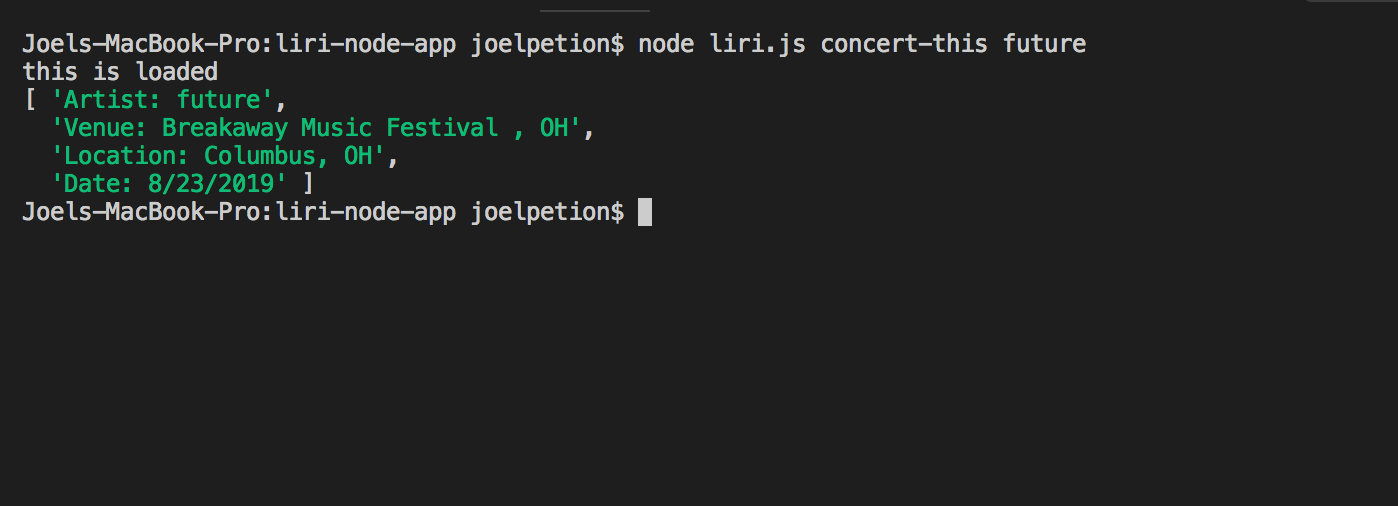 Joels-MacBook-Pro:liri-node-app joelpetion$ node liri.js concert-this future
this is loaded
[ 'Artist: future',
  'Venue: Breakaway Music Festival , OH',
  'Location: Columbus, OH',
  'Date: 8/23/2019' ]
Joels-MacBook-Pro:liri-node-app joelpetion$